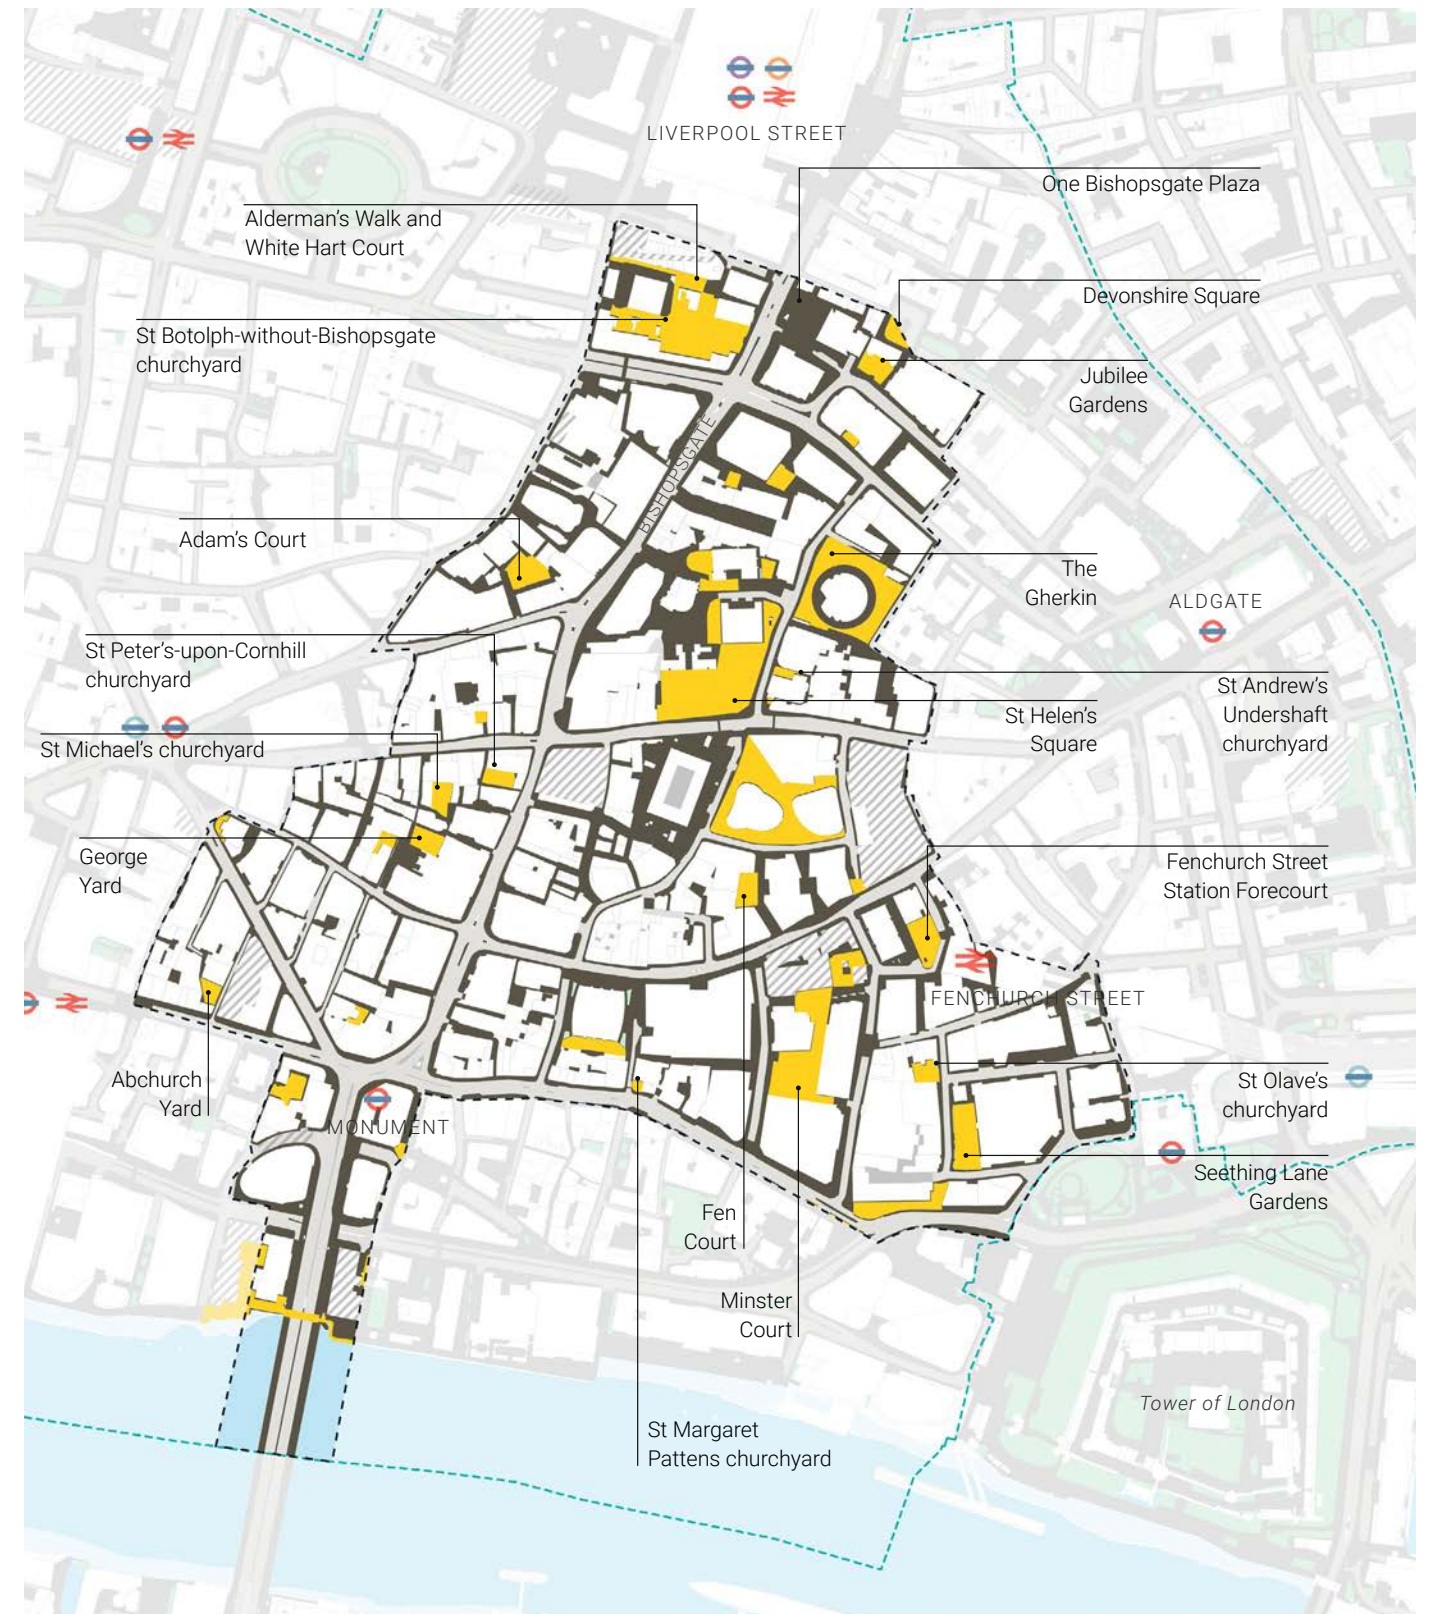 LIVERPOOL STREET
One Bishopsgate Plaza
Alderman's Walk and
White Hart Court
Devonshire Square
St Botolph-without-Bishopsgate
churchyard
Jubilee
Gardens
BISHOPSGATE
Adam's Court
The
Gherkin
ALDGATE
St Peter's-upon-Cornhill
churchyard
St Andrew's
Undershaft
churchyard
St Helen's
Square
St Michael's churchyard
George
Yard
Fenchurch Street
Station Forecourt
FENCHURCH STREET
Abchurch
Yard
St Olave's
churchyard
MONUMENT
Seething Lane
Gardens
Fen
Court
Minster
Court
Tower of London
St Margaret
Pattens churchyard